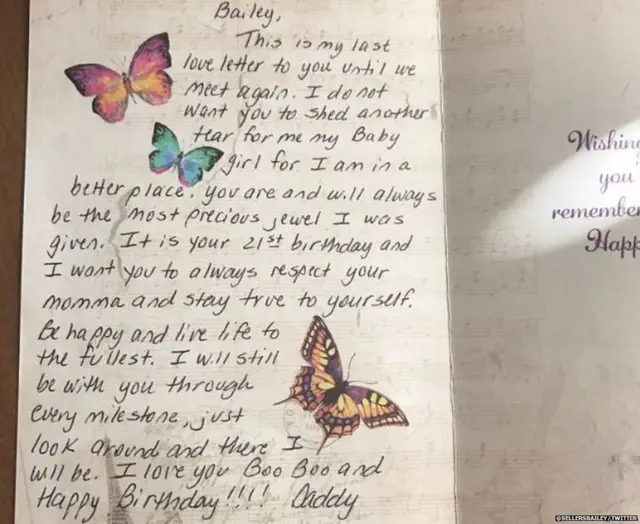 Bailey,
This is my last
love letter to you until we
meet again. I do not
want you to shed another
tear for me my Baby
girl for I am in a
better place. you are and will always
be the most precious jewel I was
given. It is your 21st birthday and
I want you to always respect your
momma and stay true to yourself.
Be happy and live life to
the fullest. I will still
be with you through
every milestone, just
look around and there I
will be. I love you Boo Boo and
Happy Birthday!!!! Daddy
Wishing
you
remember
Happ
@SELLERSBAILEY/TWITTER